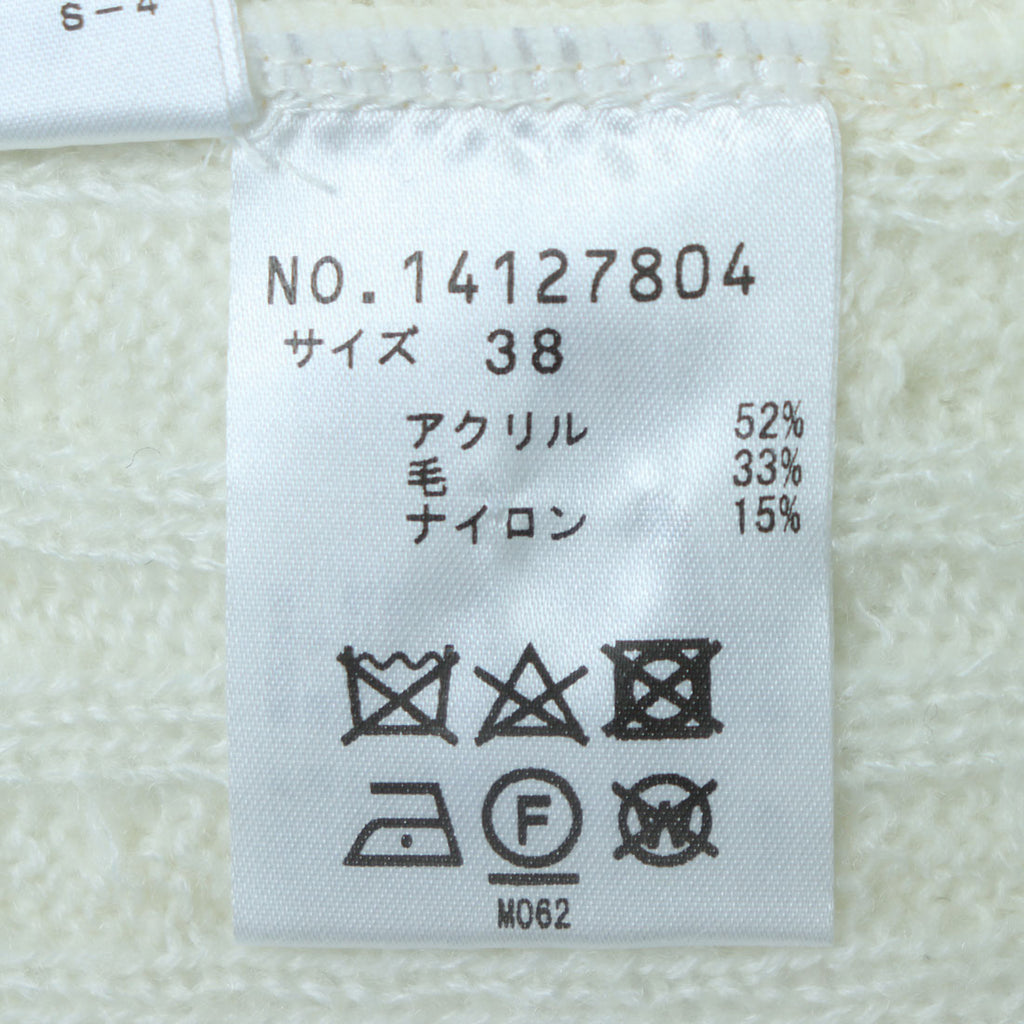 S-4
NO.14127804
サイズ 38
アクリル 52%
毛 33%
ナイロン 15%
F W
M062